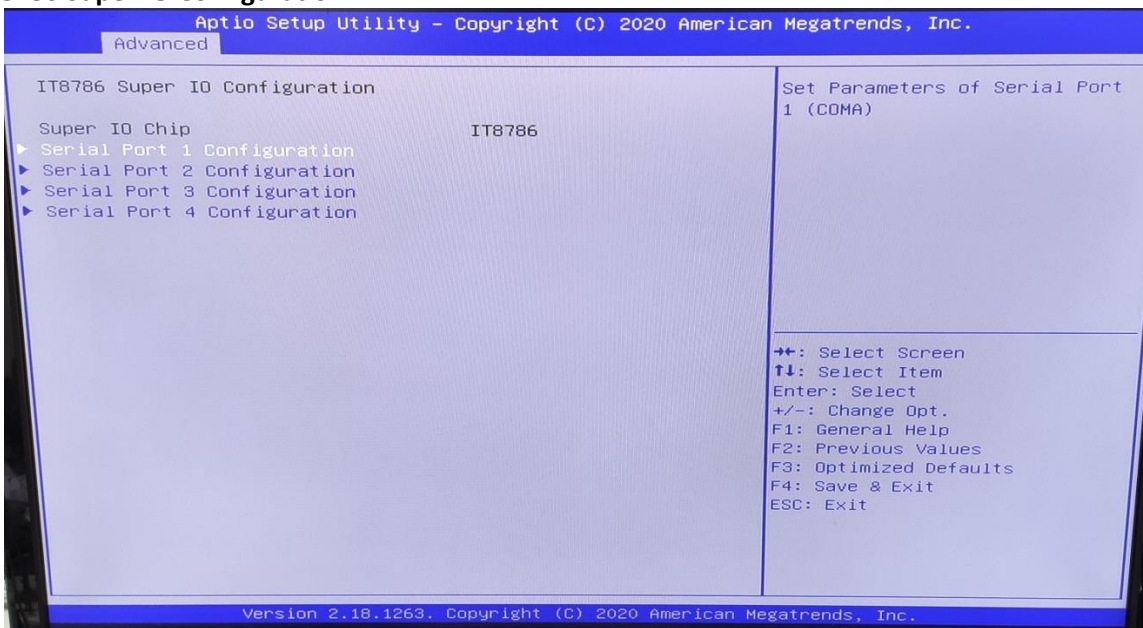 Aptio Setup Utility – Copyright (C) 2020 American Megatrends, Inc.
Advanced
IT8786 Super IO Configuration
Super IO Chip IT8786
▶ Serial Port 1 Configuration
▶ Serial Port 2 Configuration
▶ Serial Port 3 Configuration
▶ Serial Port 4 Configuration
Set Parameters of Serial Port
1 (COMA)
→←: Select Screen
↑↓: Select Item
Enter: Select
+/-: Change Opt.
F1: General Help
F2: Previous Values
F3: Optimized Defaults
F4: Save & Exit
ESC: Exit
Version 2.18.1263. Copyright (C) 2020 American Megatrends, Inc.